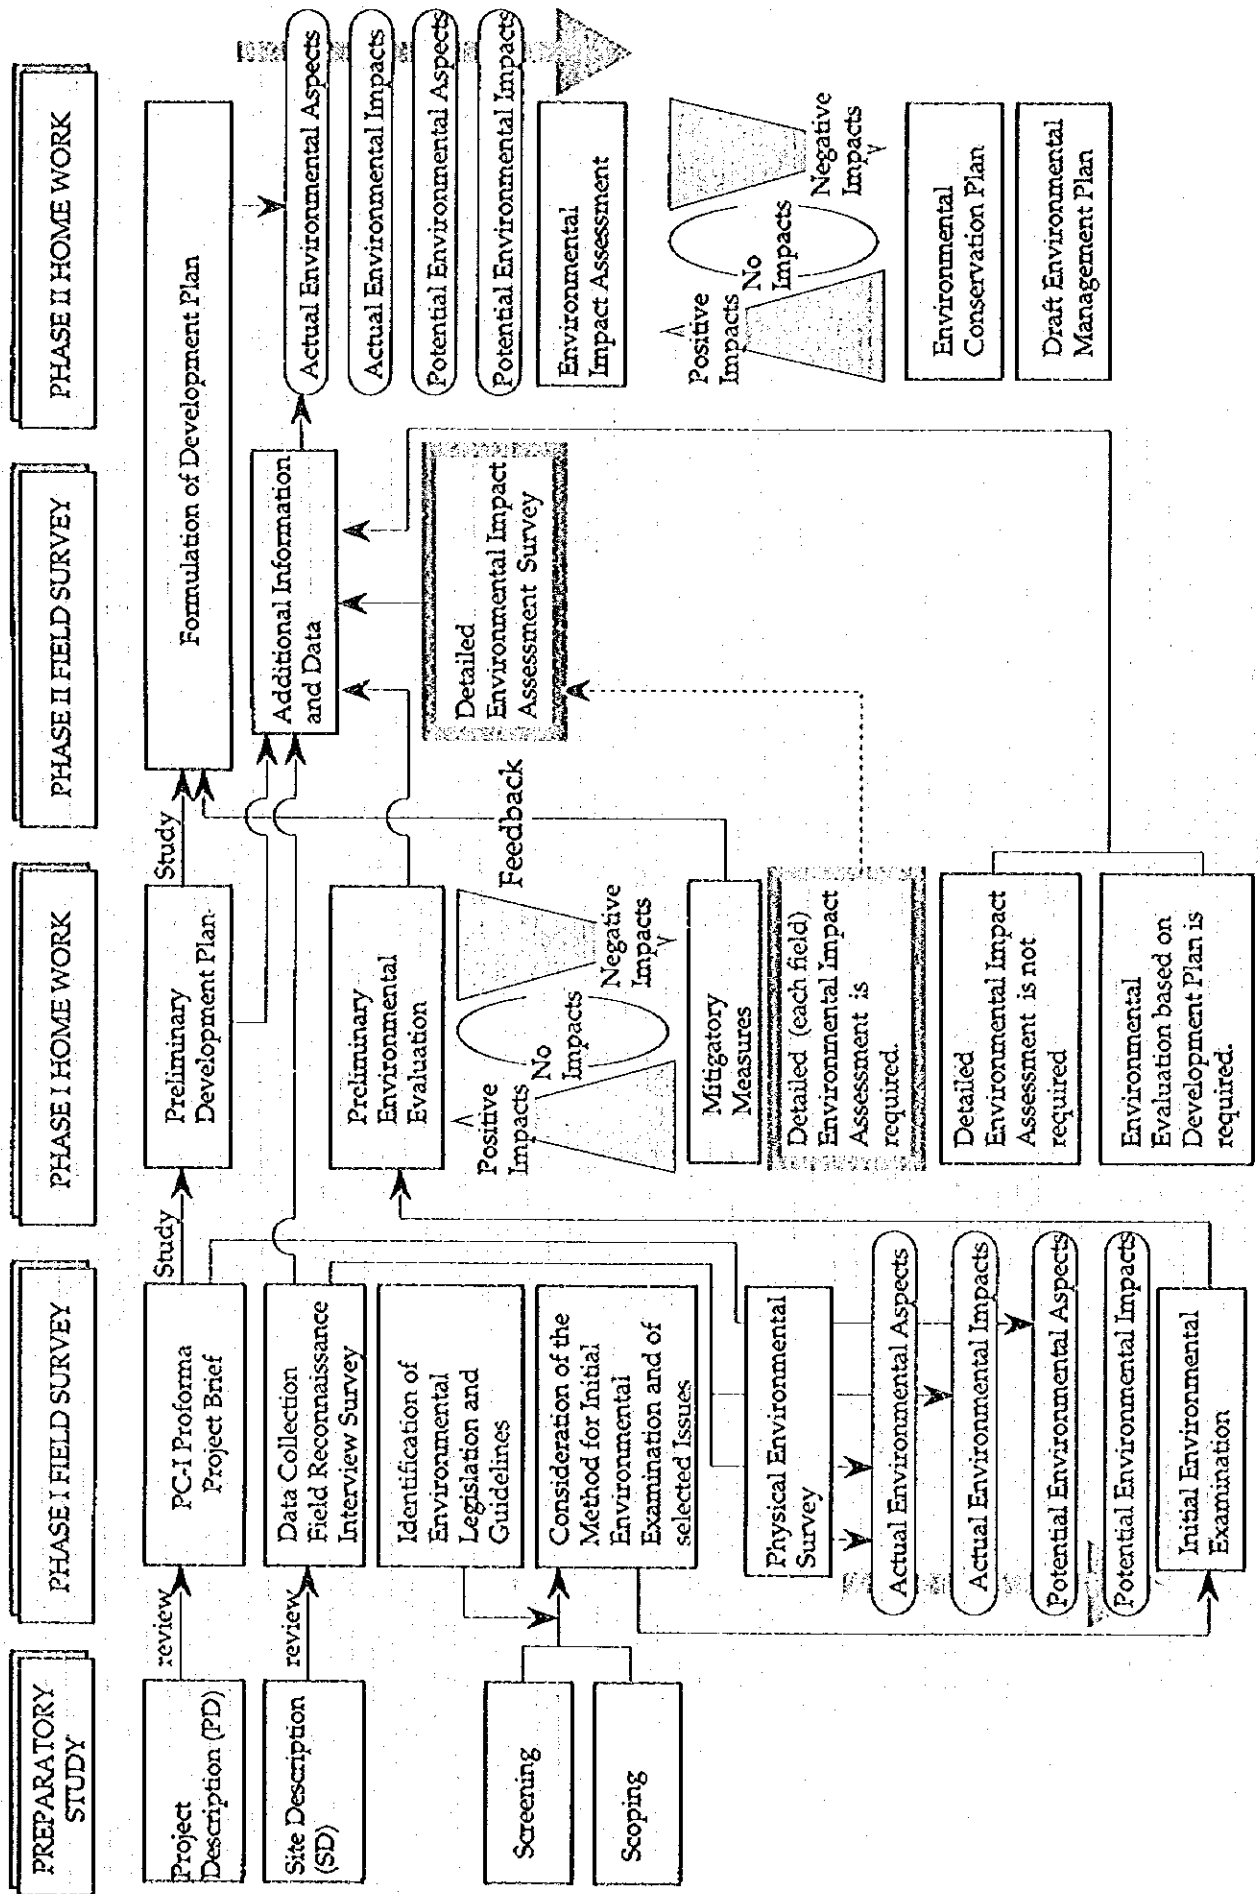 PREPARATORY
STUDY
PHASE I FIELD SURVEY
PHASE I HOME WORK
PHASE II FIELD SURVEY
PHASE II HOME WORK
Project
Description (PD)
review
PC-I Proforma
Project Brief
Study
Preliminary
Development Plan
Study
Formulation of Development Plan
Site Description
(SD)
review
Data Collection
Field Reconnaissance
Interview Survey
Additional Information
and Data
Identification of
Environmental
Legislation and
Guidelines
Screening
Scoping
Consideration of the
Method for Initial
Environmental
Examination and of
selected Issues
Physical Environmental
Survey
Actual Environmental Aspects
Actual Environmental Impacts
Potential Environmental Aspects
Potential Environmental Impacts
Initial Environmental
Examination
Preliminary
Environmental
Evaluation
Positive
Impacts
No
Impacts
Negative
Impacts
Feedback
Mitigatory
Measures
Detailed (each field)
Environmental Impact
Assessment is
required.
Detailed
Environmental Impact
Assessment is not
required
Environmental
Evaluation based on
Development Plan is
required.
Detailed
Environmental Impact
Assessment Survey
Actual Environmental Aspects
Actual Environmental Impacts
Potential Environmental Aspects
Potential Environmental Impacts
Environmental
Impact Assessment
Positive
Impacts
No
Impacts
Negative
Impacts
Environmental
Conservation Plan
Draft Environmental
Management Plan